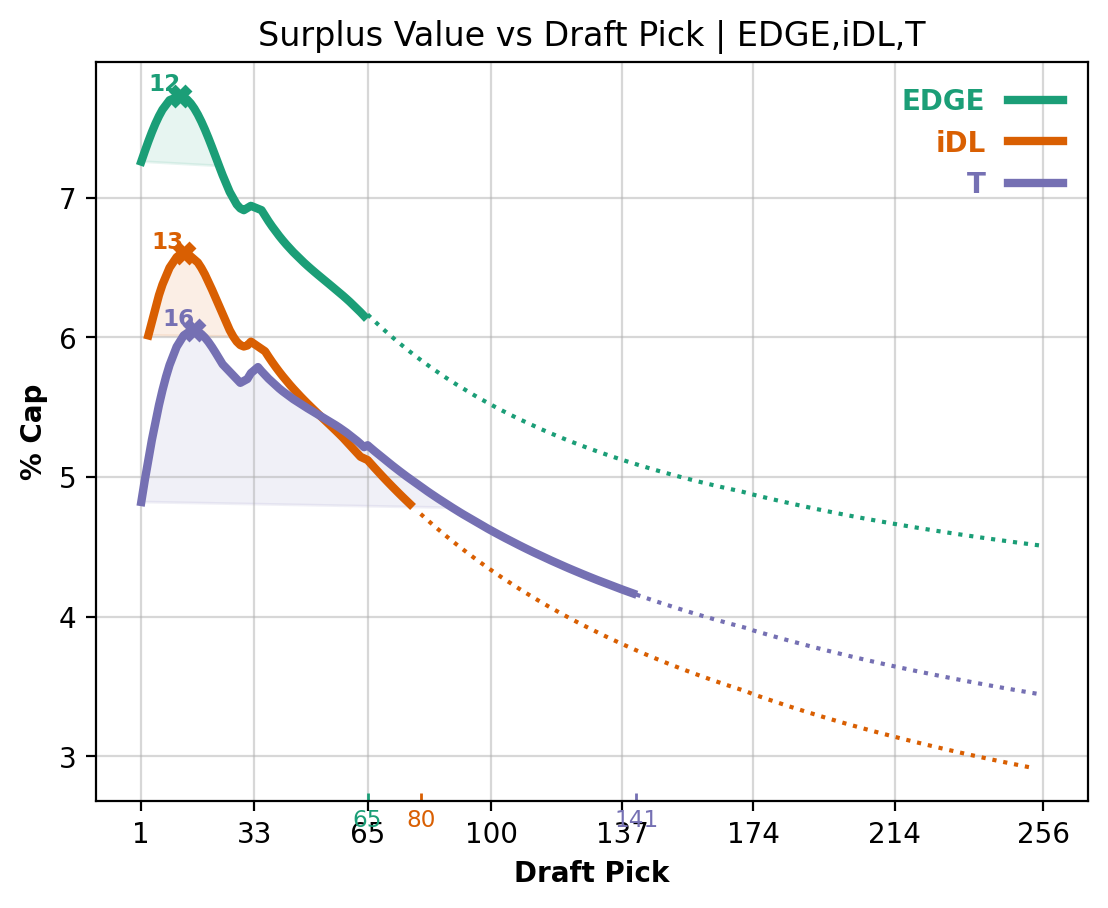 Surplus Value vs Draft Pick | EDGE,iDL,T
12
EDGE
iDL
T
7
13
16
6
% Cap
5
4
3
65 80 141
1 33 65 100 137 174 214 256
Draft Pick